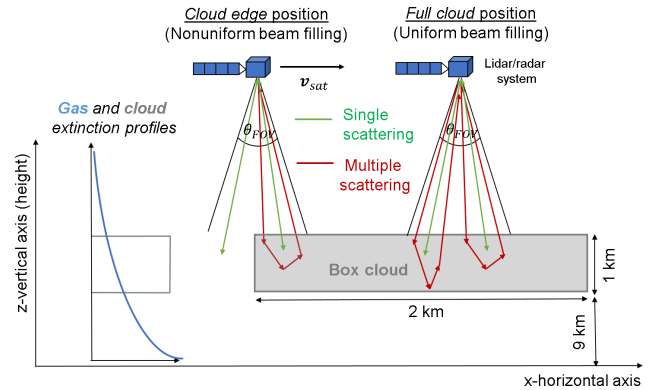 Cloud edge position
(Nonuniform beam filling)
Full cloud position
(Uniform beam filling)
Lidar/radar
system
v_sat
Gas and cloud
extinction profiles
θ_FOV
θ_FOV
Single
scattering
Multiple
scattering
z-vertical axis (height)
Box cloud
1 km
2 km
9 km
x-horizontal axis